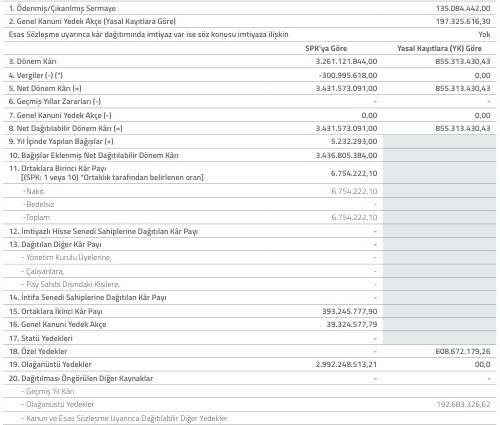 1. Ödenmiş/Çıkarılmış Sermaye 135.084.442,00
2. Genel Kanuni Yedek Akçe (Yasal Kayıtlara Göre) 197.325.616,30
Esas Sözleşme uyarınca kâr dağıtımında imtiyaz var ise söz konusu imtiyaza ilişkin Yok
SPK'ya Göre Yasal Kayıtlara (YK) Göre
3. Dönem Kârı 3.261.121.844,00 855.313.430,43
4. Vergiler (-) (*) -300.995.618,00 0,00
5. Net Dönem Kârı (=) 3.431.573.091,00 855.313.430,43
6. Geçmiş Yıllar Zararları (-) - -
7. Genel Kanuni Yedek Akçe (-) 0,00 0,00
8. Net Dağıtılabilir Dönem Kârı (=) 3.431.573.091,00 855.313.430,43
9. Yıl İçinde Yapılan Bağışlar (+) 5.232.293,00
10. Bağışlar Eklenmiş Net Dağıtılabilir Dönem Kârı 3.436.805.384,00
11. Ortaklara Birinci Kâr Payı
[(SPK: 1 veya 10) *Ortaklık tarafından belirlenen oran] 6.754.222,10
-Nakit 6.754.222,10
-Bedelsiz -
-Toplam 6.754.222,10
12. İmtiyazlı Hisse Senedi Sahiplerine Dağıtılan Kâr Payı -
13. Dağıtılan Diğer Kâr Payı -
- Yönetim Kurulu Üyelerine, -
- Çalışanlara, -
- Pay Sahibi Dışındaki Kişilere, -
14. İntifa Senedi Sahiplerine Dağıtılan Kâr Payı -
15. Ortaklara İkinci Kâr Payı 393.245.777,90
16. Genel Kanuni Yedek Akçe 39.324.577,79
17. Statü Yedekleri -
18. Özel Yedekler - 608.672.179,26
19. Olağanüstü Yedekler 2.992.248.513,21 00,0
20. Dağıtılması Öngörülen Diğer Kaynaklar - -
- Geçmiş Yıl Kârı
- Olağanüstü Yedekler 192.683.326,62
- Kanun ve Esas Sözleşme Uyarınca Dağıtılabilir Diğer Yedekler